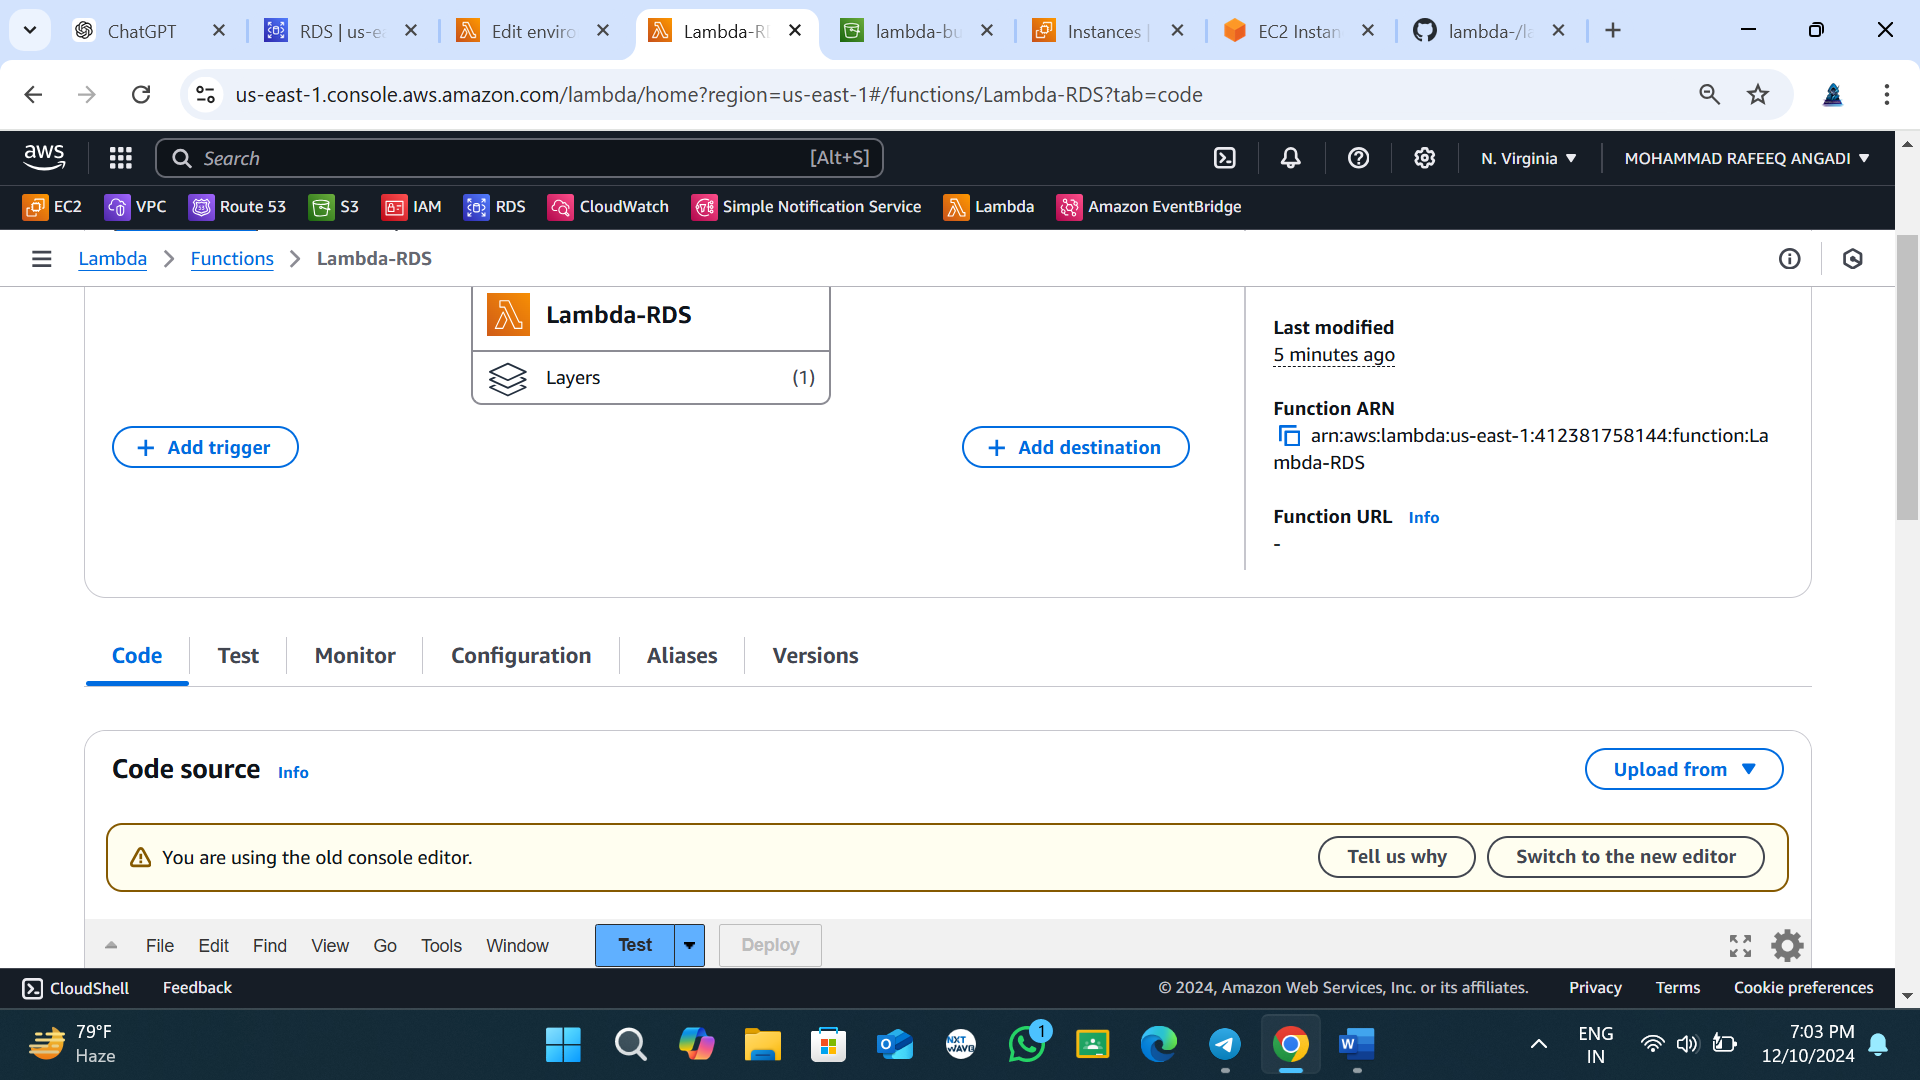 ChatGPT
RDS | us-ea
Edit enviro
Lambda-RD
lambda-bu
Instances |
EC2 Instan
lambda-/la
us-east-1.console.aws.amazon.com/lambda/home?region=us-east-1#/functions/Lambda-RDS?tab=code
aws
Search
[Alt+S]
N. Virginia
MOHAMMAD RAFEEQ ANGADI
EC2
VPC
Route 53
S3
IAM
RDS
CloudWatch
Simple Notification Service
Lambda
Amazon EventBridge
Lambda
Functions
Lambda-RDS
Lambda-RDS
Layers
(1)
Add trigger
Add destination
Last modified
5 minutes ago
Function ARN
arn:aws:lambda:us-east-1:412381758144:function:La
mbda-RDS
Function URL Info
-
Code
Test
Monitor
Configuration
Aliases
Versions
Code source Info
Upload from
You are using the old console editor.
Tell us why
Switch to the new editor
File
Edit
Find
View
Go
Tools
Window
Test
Deploy
CloudShell
Feedback
© 2024, Amazon Web Services, Inc. or its affiliates.
Privacy
Terms
Cookie preferences
79°F
Haze
NXT
WAVE
1
W
ENG
IN
7:03 PM
12/10/2024